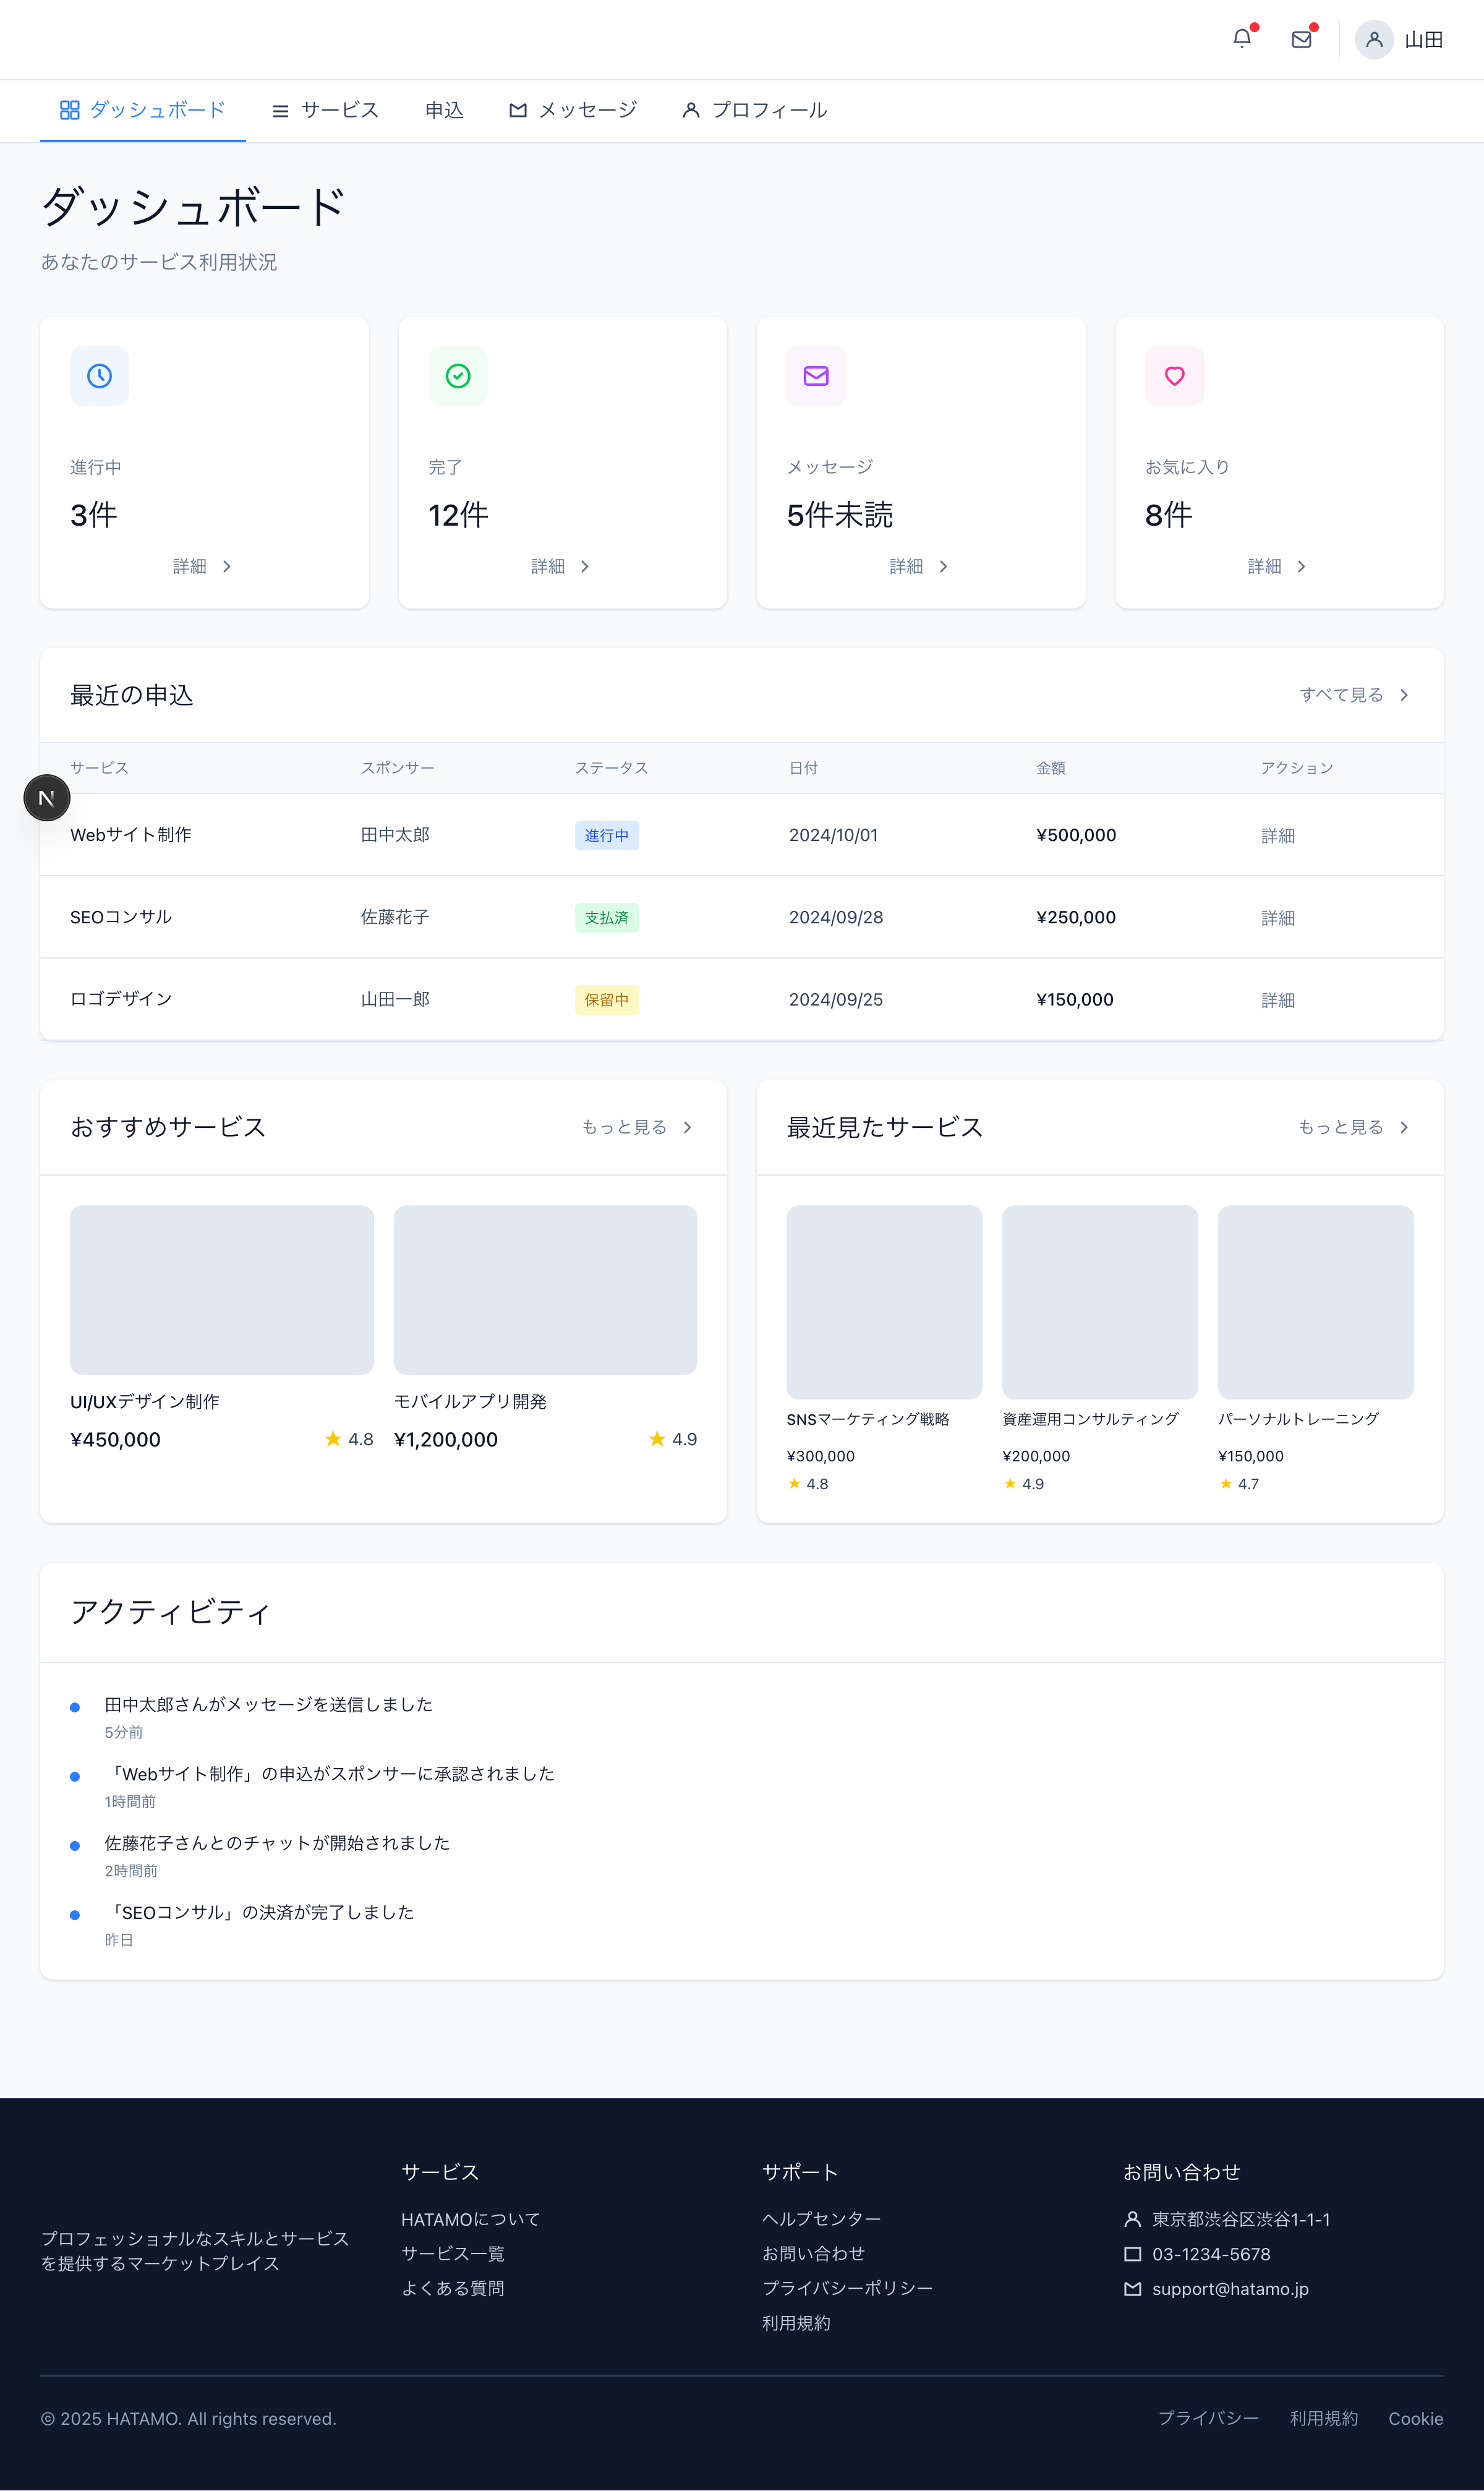 山田
ダッシュボード サービス 申込 メッセージ プロフィール
ダッシュボード
あなたのサービス利用状況
進行中
3件
詳細
完了
12件
詳細
メッセージ
5件未読
詳細
お気に入り
8件
詳細
最近の申込
すべて見る
サービス スポンサー ステータス 日付 金額 アクション
N
Webサイト制作 田中太郎 進行中 2024/10/01 ¥500,000 詳細
SEOコンサル 佐藤花子 支払済 2024/09/28 ¥250,000 詳細
ロゴデザイン 山田一郎 保留中 2024/09/25 ¥150,000 詳細
おすすめサービス
もっと見る
UI/UXデザイン制作
¥450,000 ★ 4.8
モバイルアプリ開発
¥1,200,000 ★ 4.9
最近見たサービス
もっと見る
SNSマーケティング戦略
¥300,000
★ 4.8
資産運用コンサルティング
¥200,000
★ 4.9
パーソナルトレーニング
¥150,000
★ 4.7
アクティビティ
田中太郎さんがメッセージを送信しました
5分前
「Webサイト制作」の申込がスポンサーに承認されました
1時間前
佐藤花子さんとのチャットが開始されました
2時間前
「SEOコンサル」の決済が完了しました
昨日
プロフェッショナルなスキルとサービス
を提供するマーケットプレイス
サービス
HATAMOについて
サービス一覧
よくある質問
サポート
ヘルプセンター
お問い合わせ
プライバシーポリシー
利用規約
お問い合わせ
東京都渋谷区渋谷1-1-1
03-1234-5678
support@hatamo.jp
© 2025 HATAMO. All rights reserved.
プライバシー 利用規約 Cookie